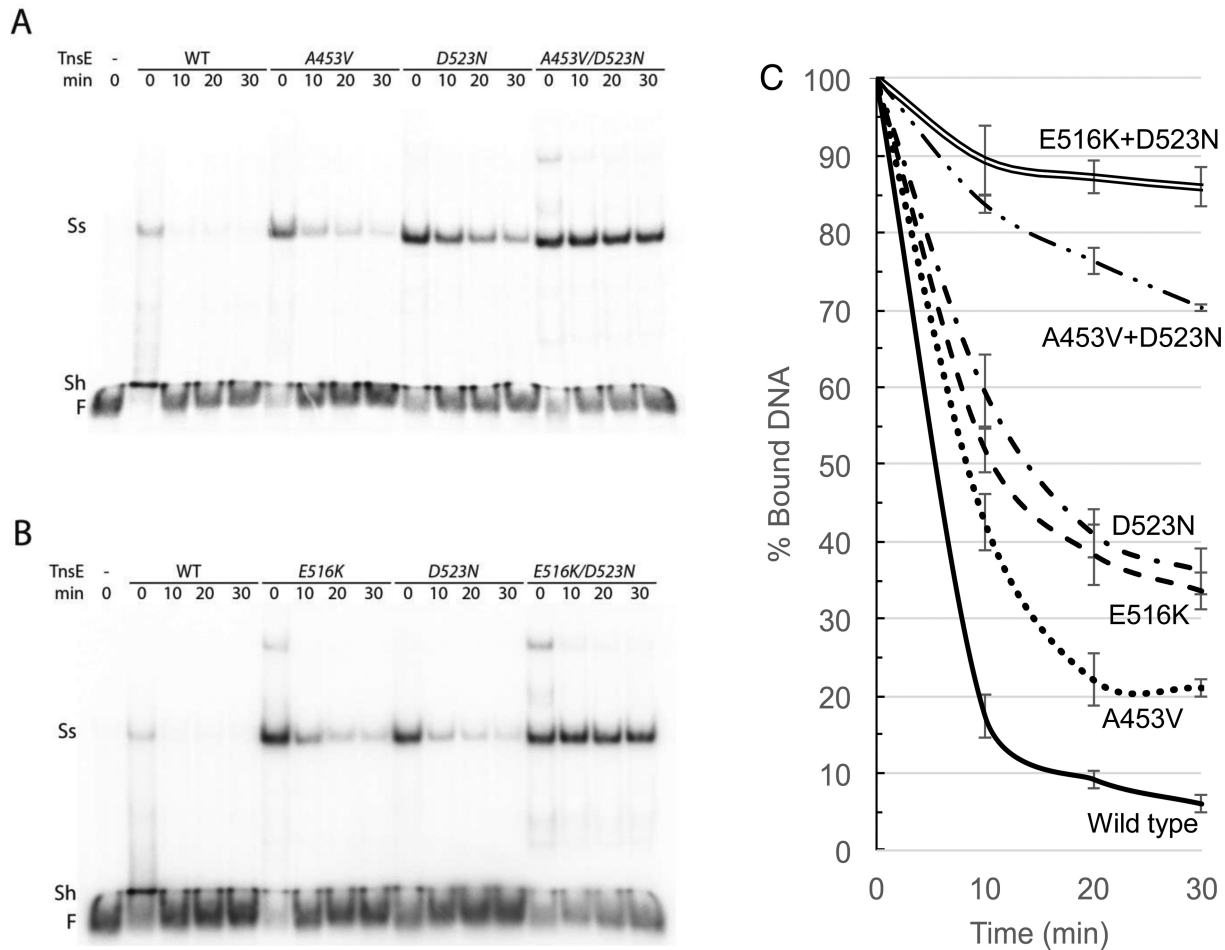 A
TnsE - WT A453V D523N A453V/D523N
min 0 0 10 20 30 0 10 20 30 0 10 20 30 0 10 20 30
Ss
Sh
F
B
TnsE - WT E516K D523N E516K/D523N
min 0 0 10 20 30 0 10 20 30 0 10 20 30 0 10 20 30
Ss
Sh
F
C
% Bound DNA
100
90
80
70
60
50
40
30
20
10
0
E516K+D523N
A453V+D523N
D523N
E516K
A453V
Wild type
0 10 20 30
Time (min)